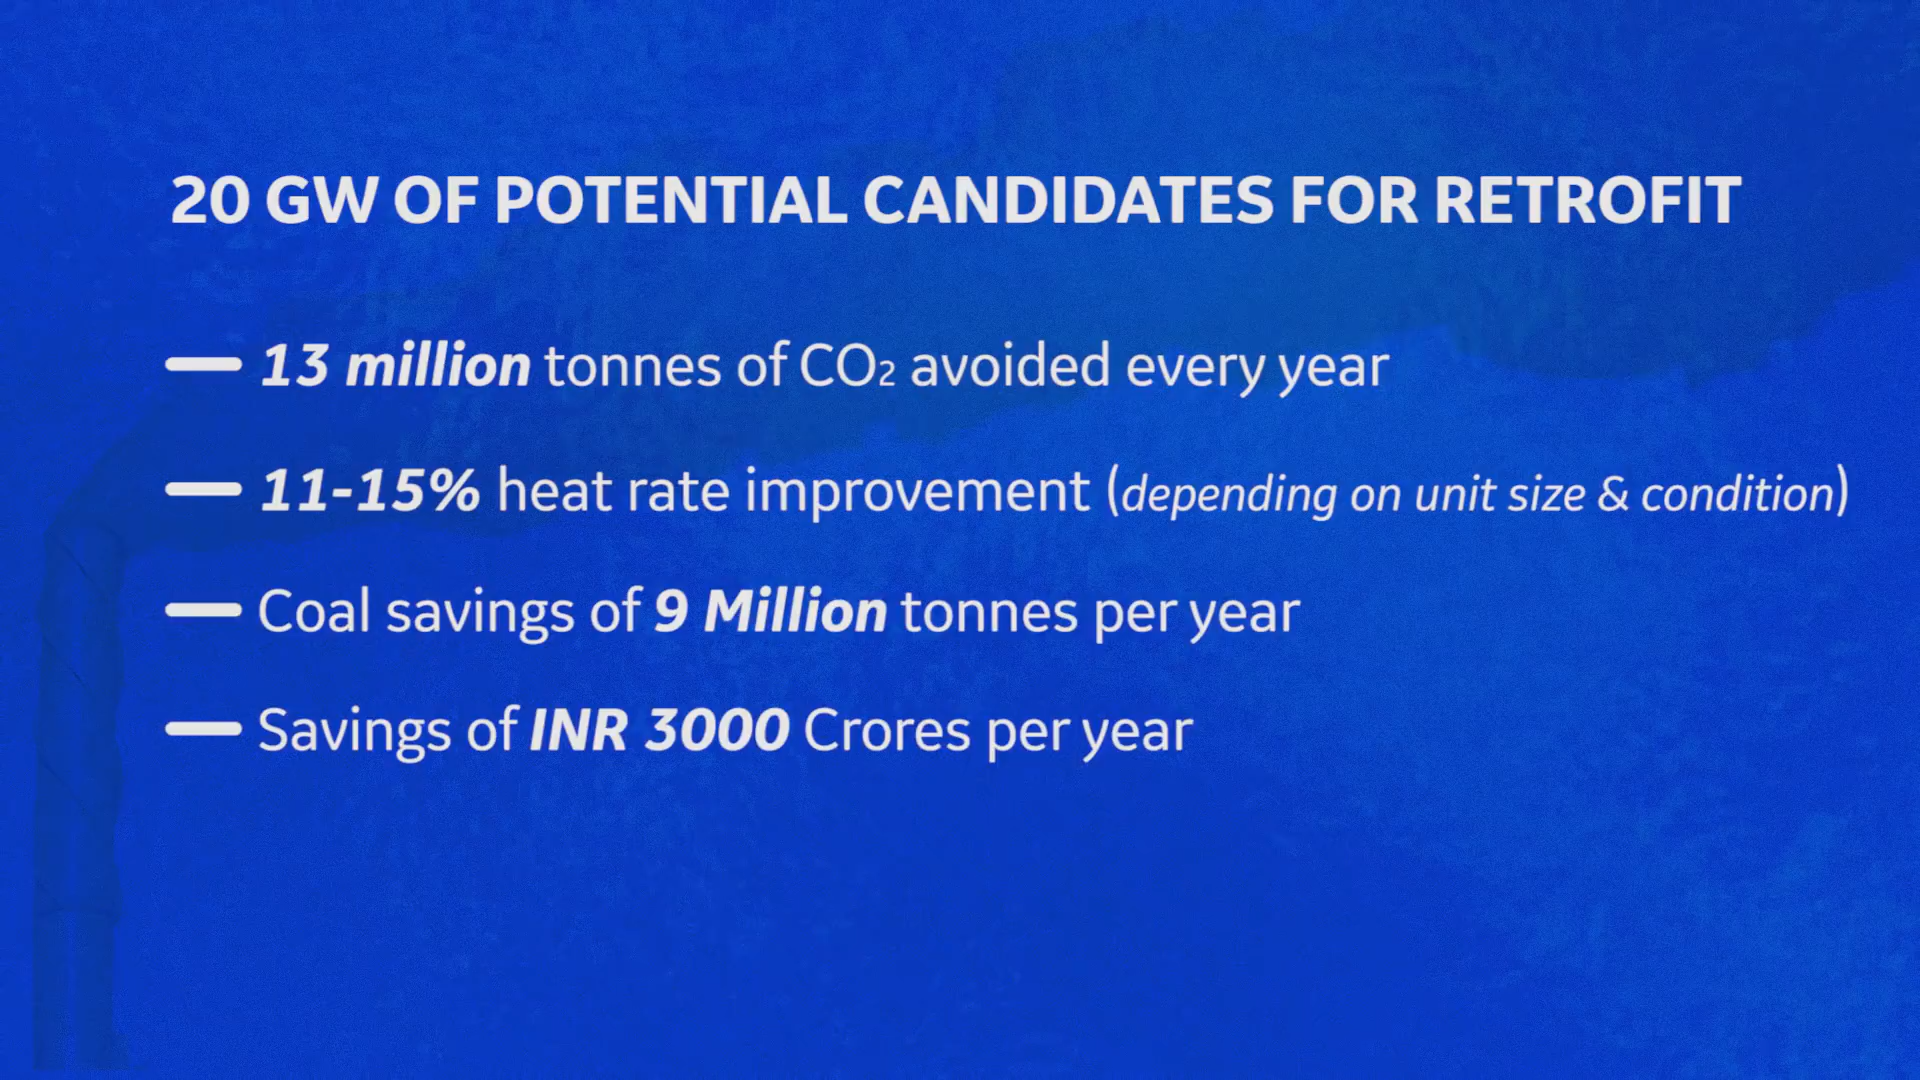 20 GW OF POTENTIAL CANDIDATES FOR RETROFIT
13 million tonnes of CO₂ avoided every year
11-15% heat rate improvement (depending on unit size & condition)
Coal savings of 9 Million tonnes per year
Savings of INR 3000 Crores per year